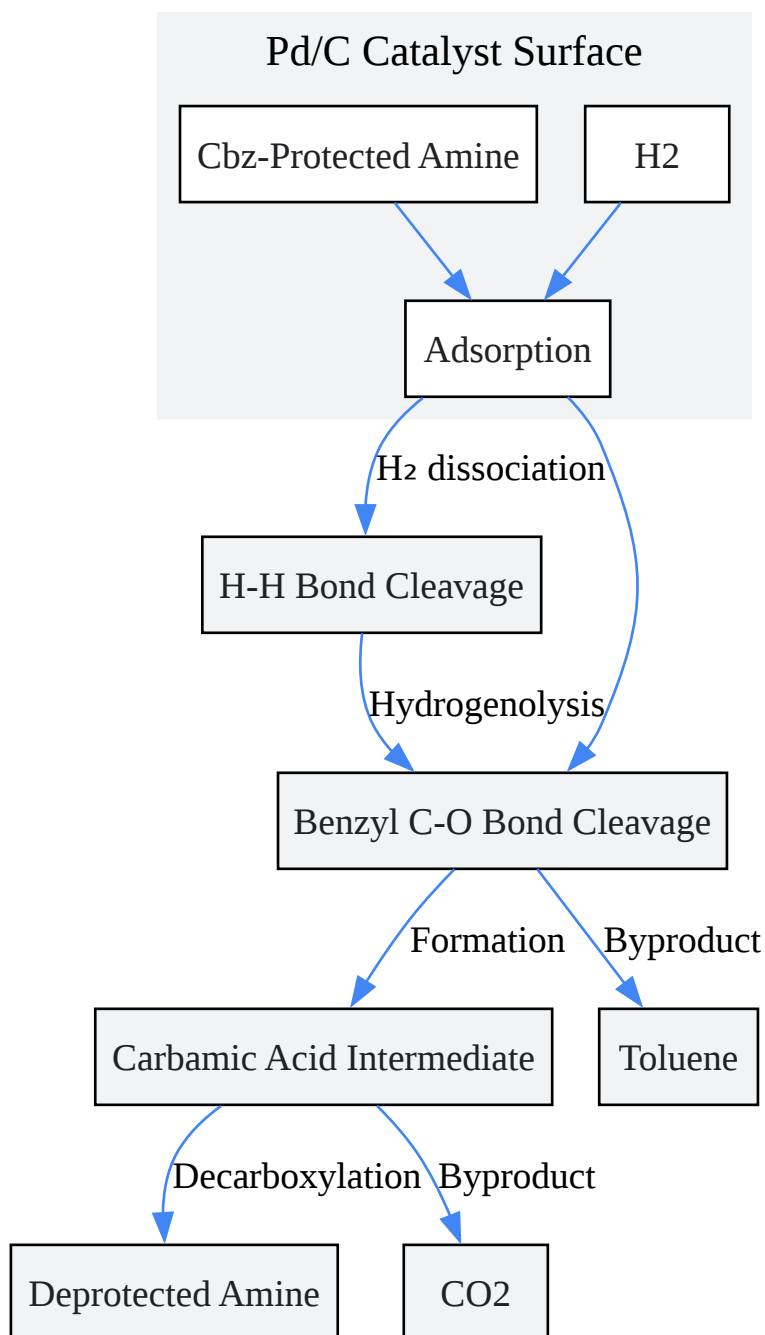 Pd/C Catalyst Surface
Cbz-Protected Amine
H2
Adsorption
H₂ dissociation
H-H Bond Cleavage
Hydrogenolysis
Benzyl C-O Bond Cleavage
Formation
Byproduct
Carbamic Acid Intermediate
Toluene
Decarboxylation
Byproduct
Deprotected Amine
CO2